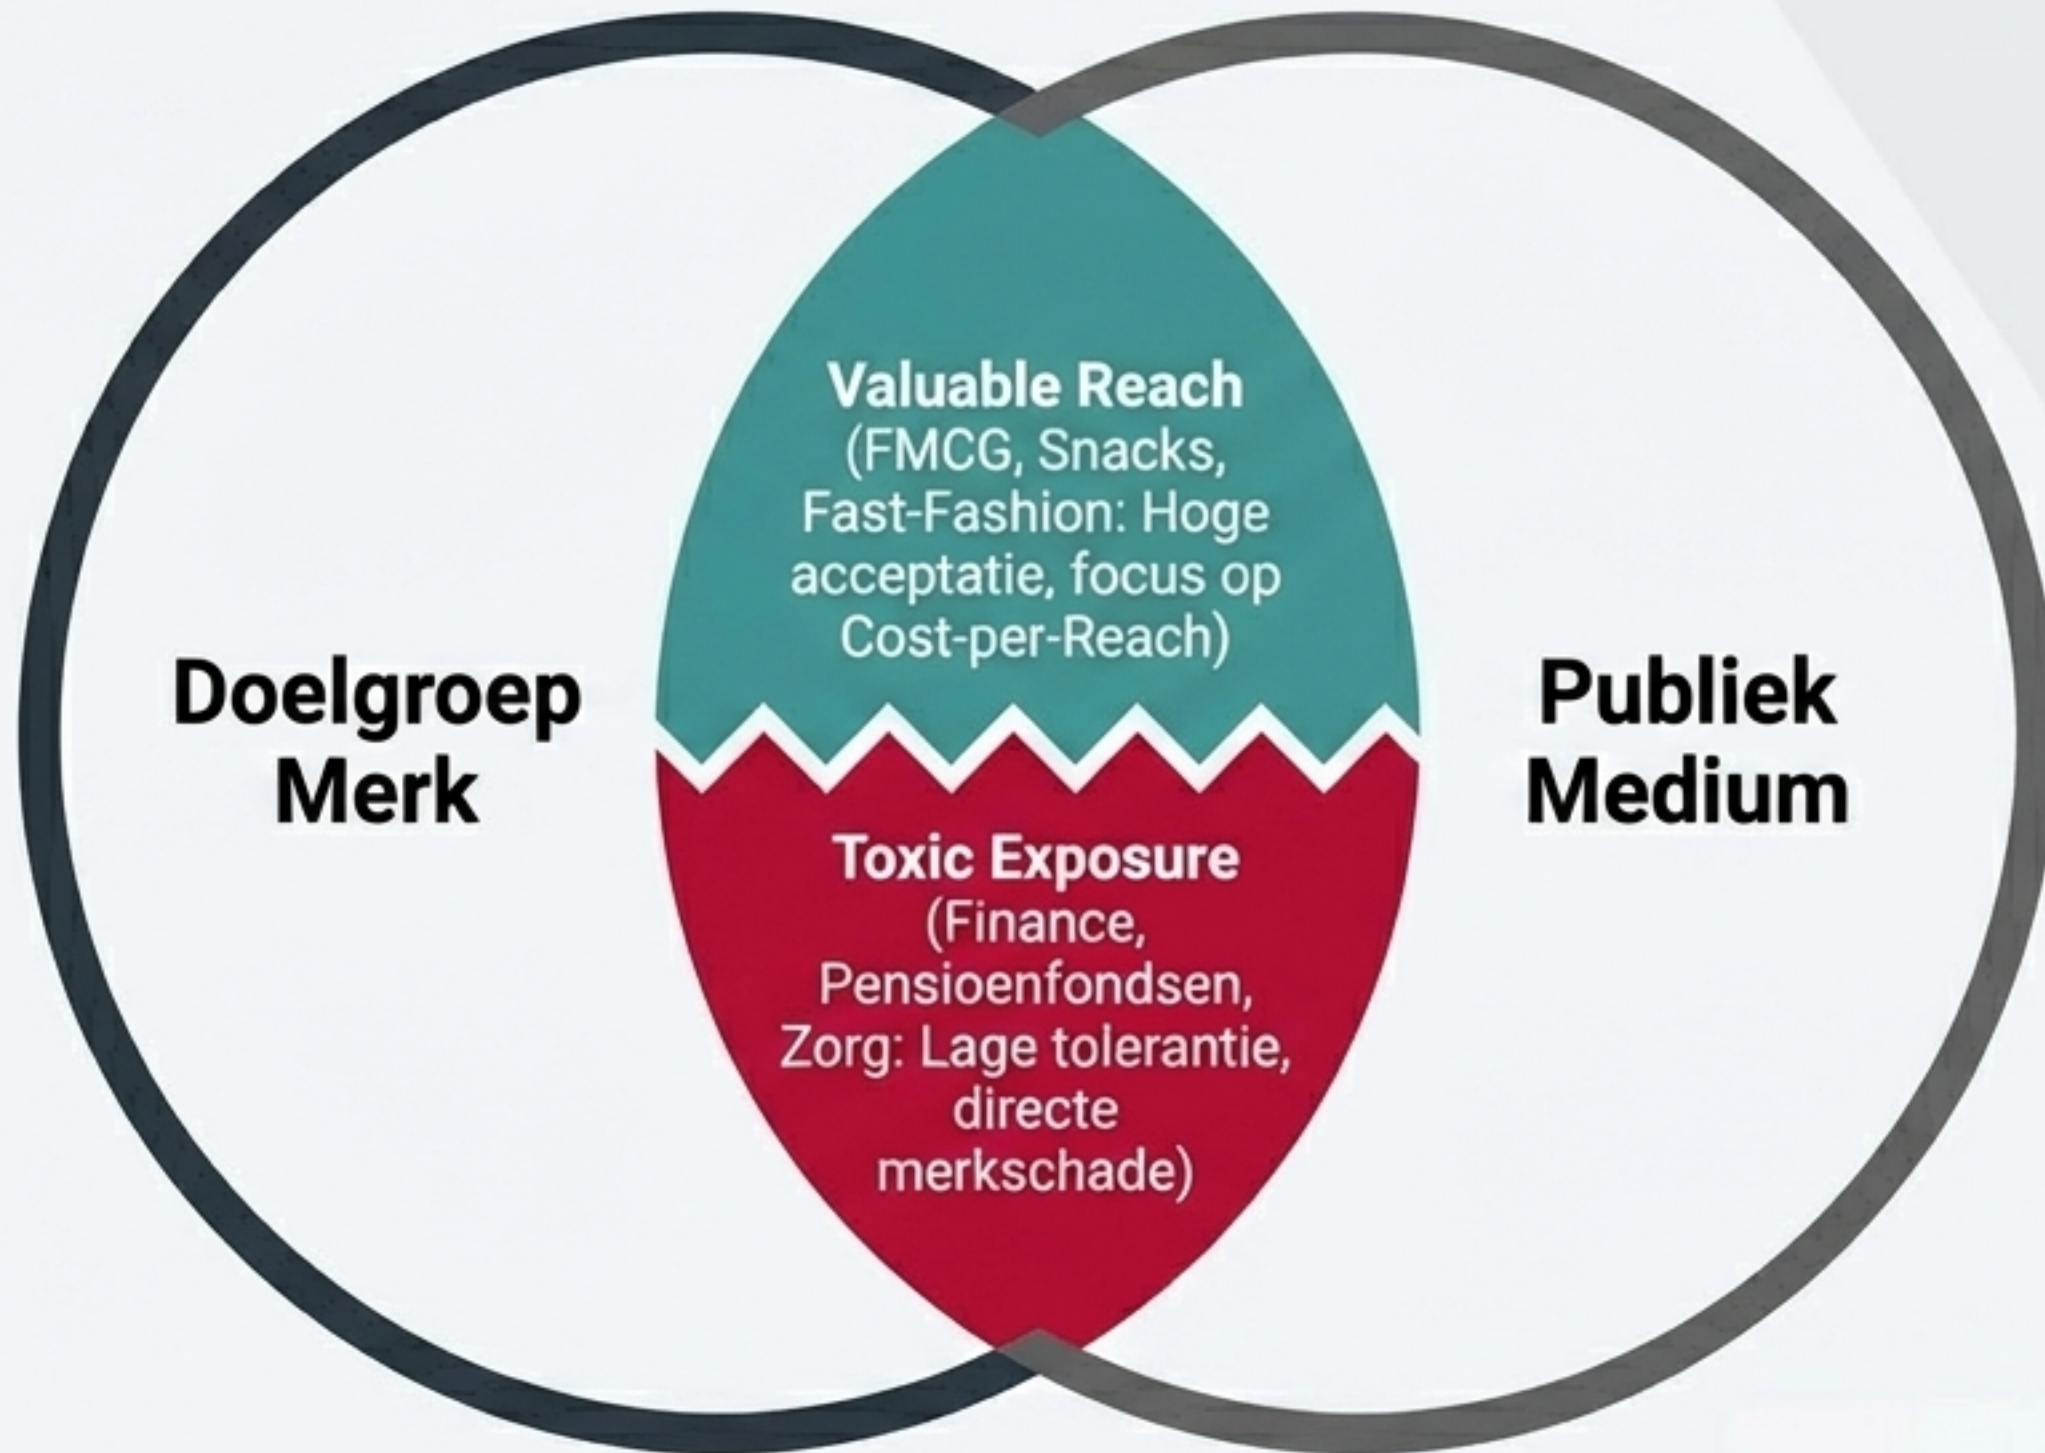 Doelgroep
Merk
Valuable Reach
(FMCG, Snacks,
Fast-Fashion: Hoge
acceptatie, focus op
Cost-per-Reach)
Toxic Exposure
(Finance,
Pensioenfondsen,
Zorg: Lage tolerantie,
directe
merkschade)
Publiek
Medium